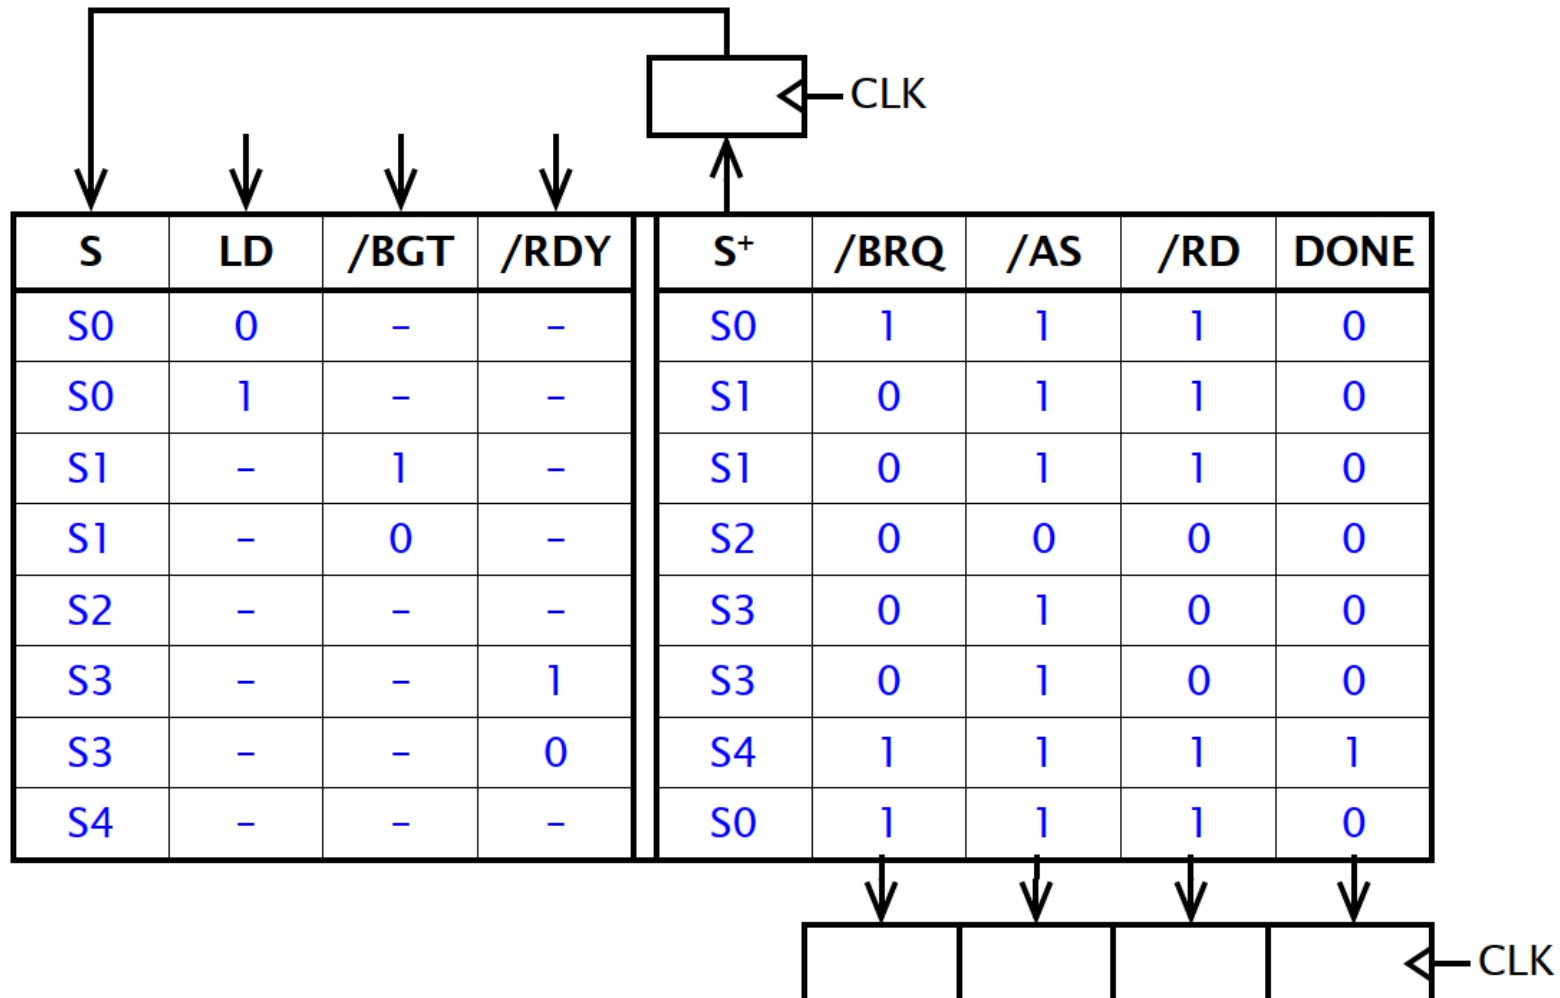 CLK
S LD /BGT /RDY S+ /BRQ /AS /RD DONE
S0 0 – – S0 1 1 1 0
S0 1 – – S1 0 1 1 0
S1 – 1 – S1 0 1 1 0
S1 – 0 – S2 0 0 0 0
S2 – – – S3 0 1 0 0
S3 – – 1 S3 0 1 0 0
S3 – – 0 S4 1 1 1 1
S4 – – – S0 1 1 1 0
CLK